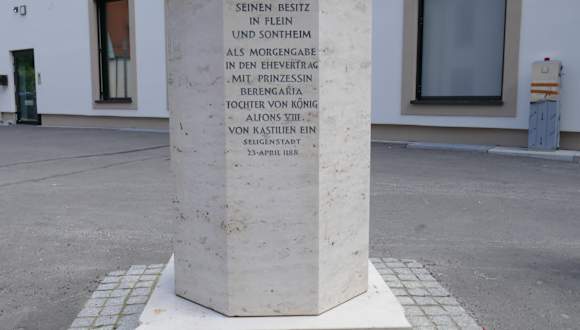 SEINEN BESITZ
IN FLEIN
UND SONTHEIM
ALS MORGENGABE
IN DEN EHEVERTRAG
MIT PRINZESSIN
BERENGARIA
TOCHTER VON KÖNIG
ALFONS VIII.
VON KASTILIEN EIN
SELIGENSTADT
23·APRIL 1188